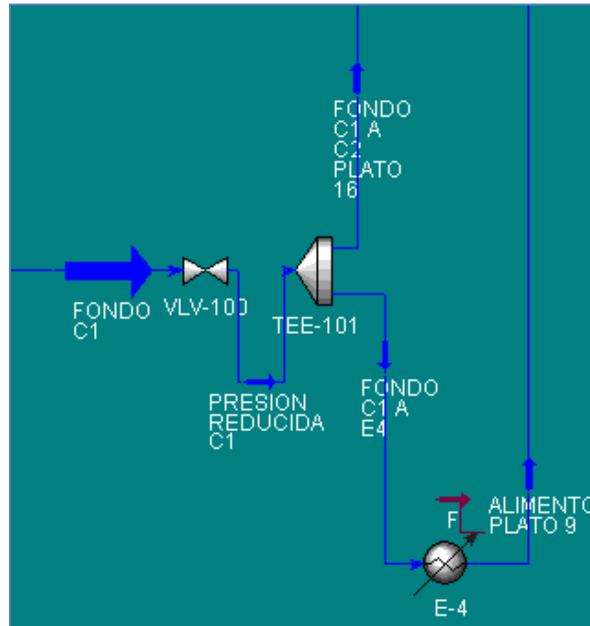 FONDO
C1 A
C2
PLATO
16
FONDO
C1
VLV-100
TEE-101
PRESION
REDUCIDA
C1
FONDO
C1 A
E4
F
ALIMENTO
PLATO 9
E-4